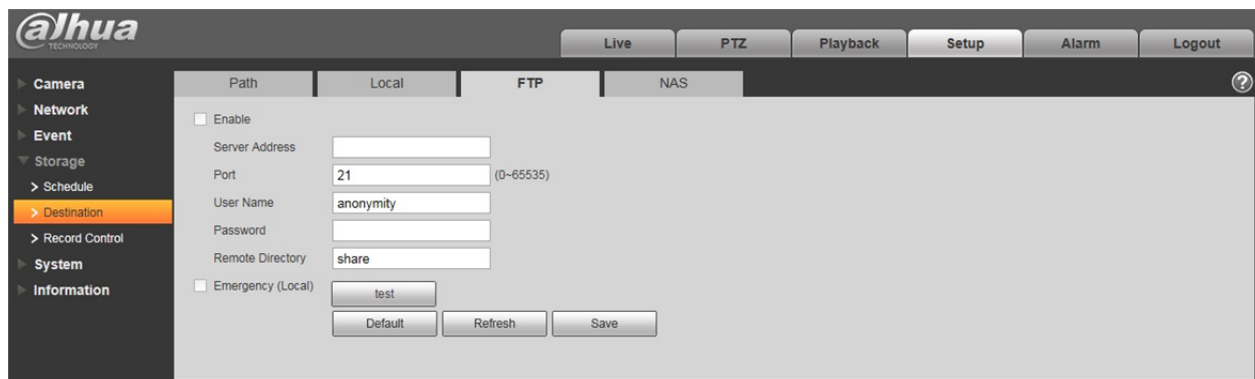 alhua
TECHNOLOGY
Live PTZ Playback Setup Alarm Logout
Camera
Network
Event
Storage
> Schedule
> Destination
> Record Control
System
Information
Path Local FTP NAS
?
Enable
Server Address
Port 21 (0~65535)
User Name anonymity
Password
Remote Directory share
Emergency (Local) test
Default Refresh Save